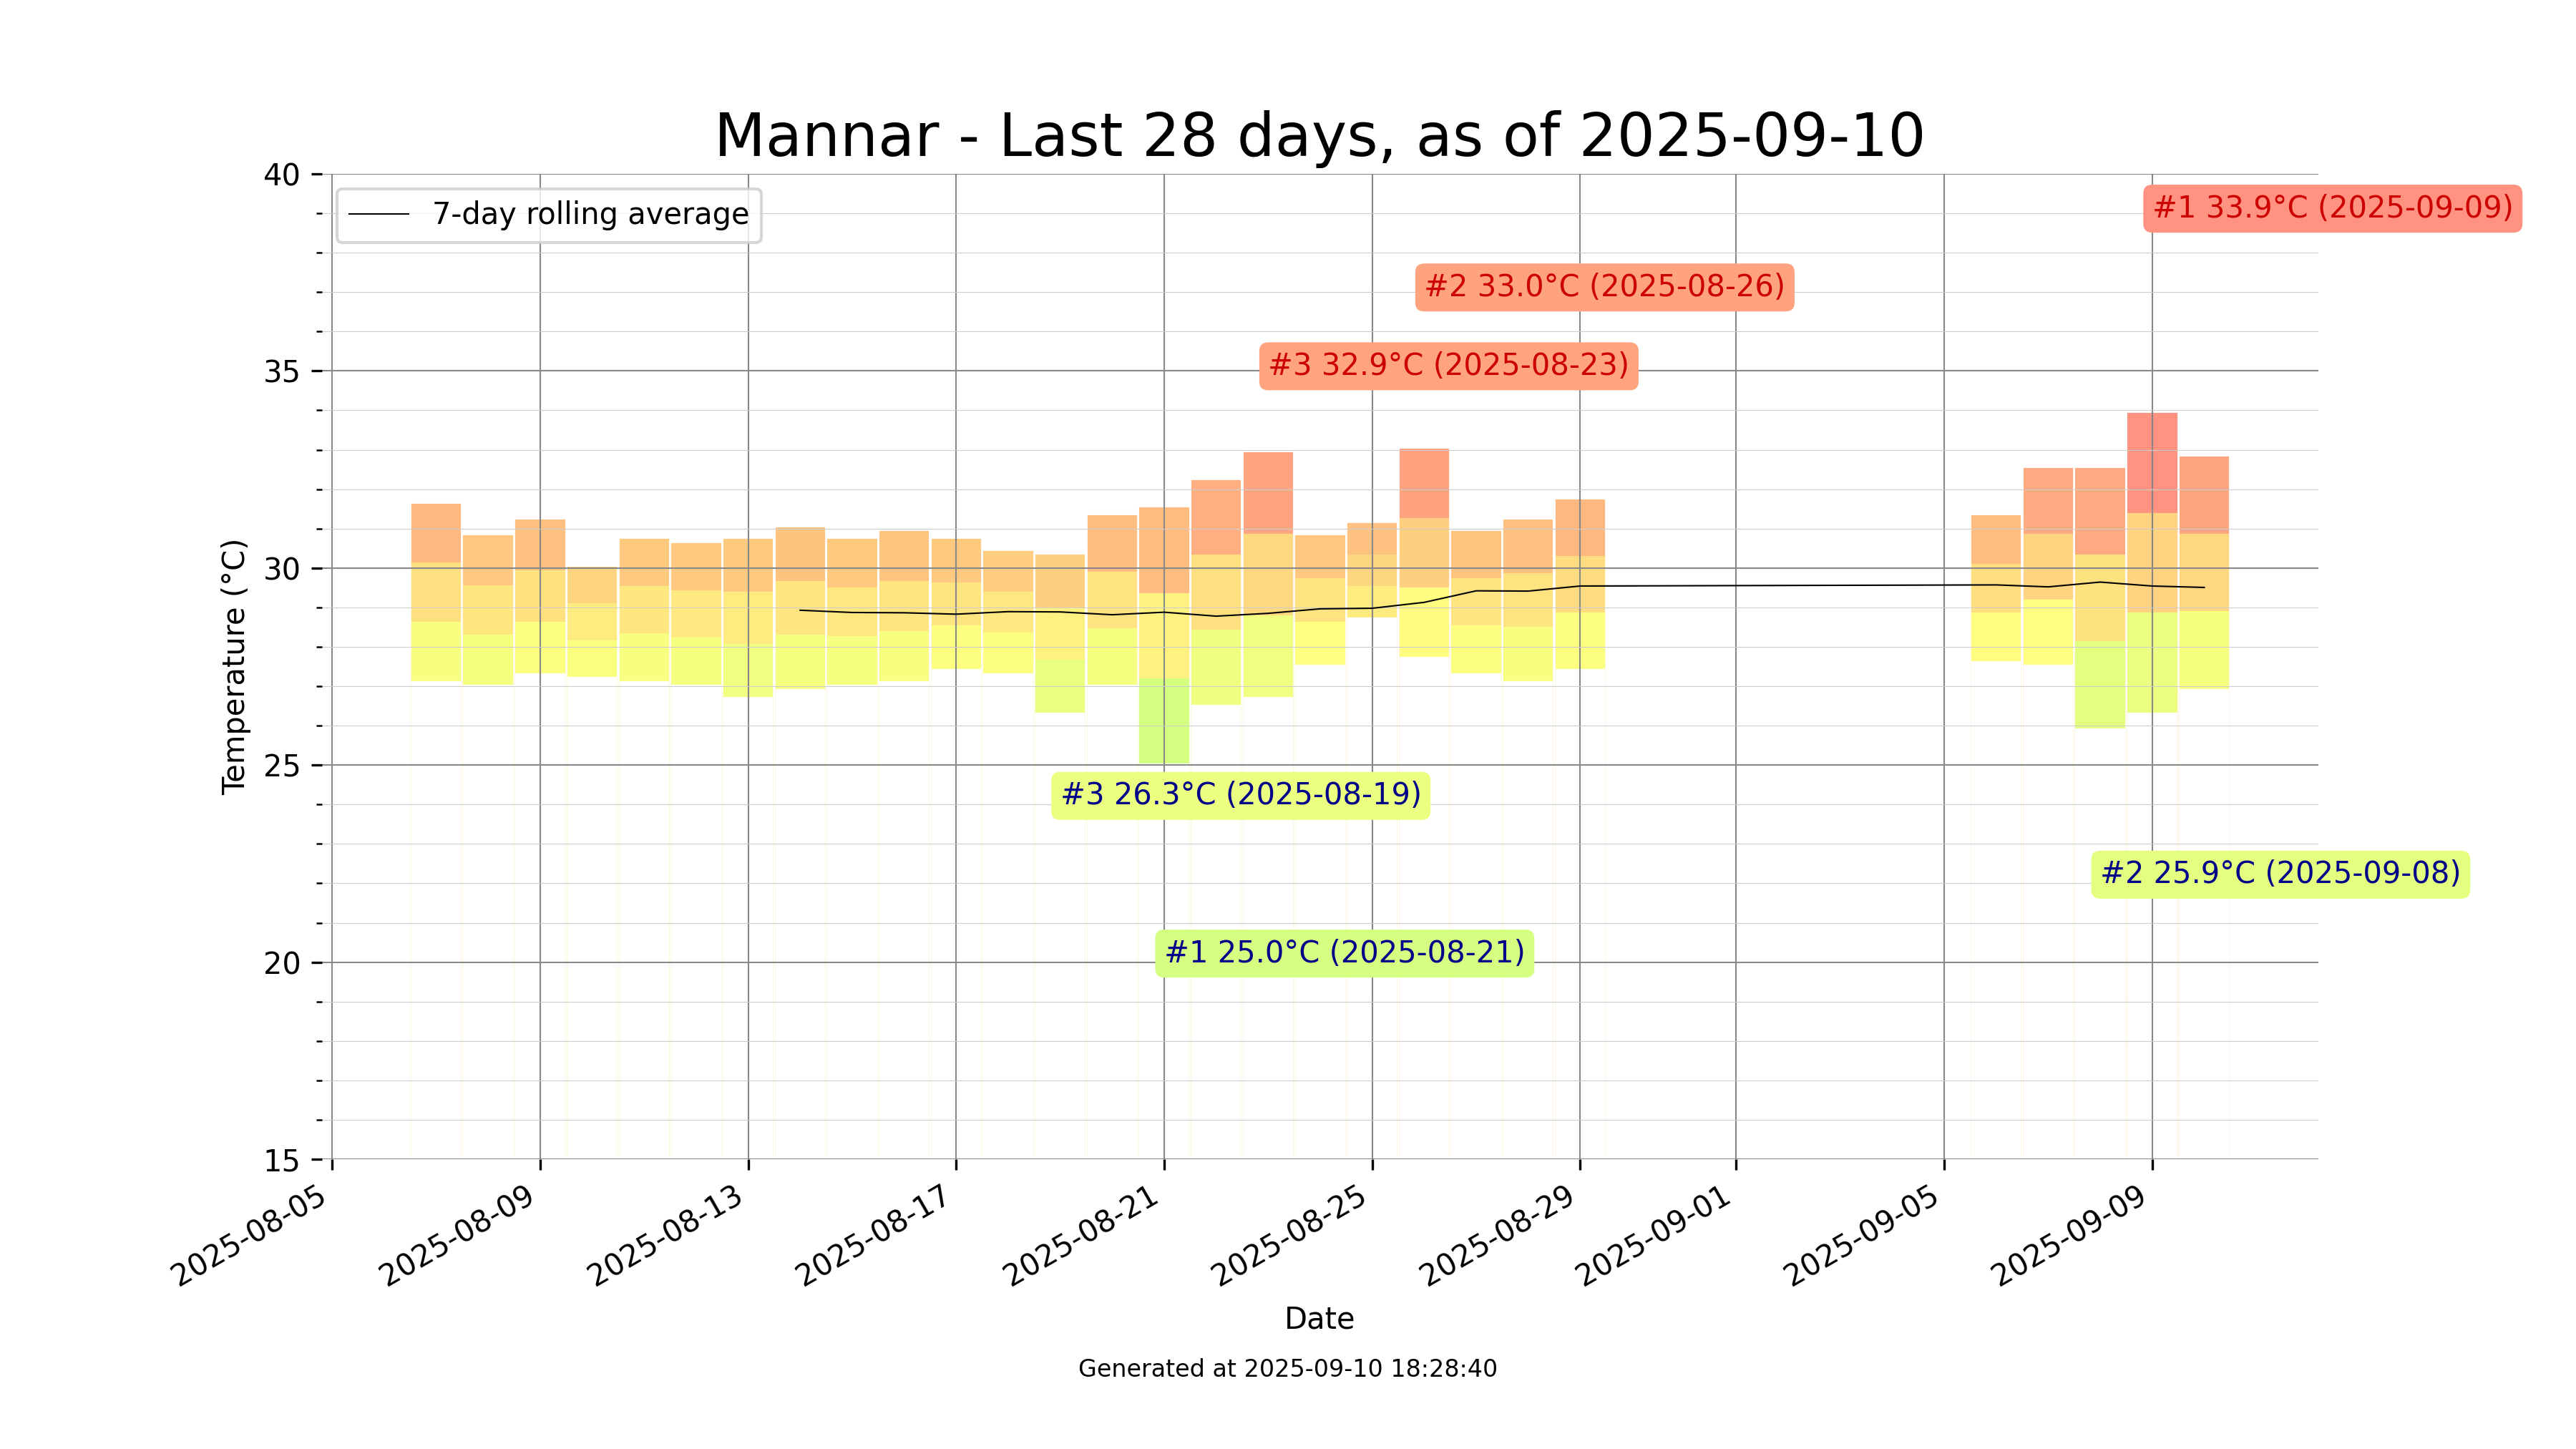 Mannar - Last 28 days, as of 2025-09-10
7-day rolling average
#1 33.9°C (2025-09-09)
#2 33.0°C (2025-08-26)
#3 32.9°C (2025-08-23)
#3 26.3°C (2025-08-19)
#2 25.9°C (2025-09-08)
#1 25.0°C (2025-08-21)
Temperature (°C)
40
35
30
25
20
15
2025-08-05
2025-08-09
2025-08-13
2025-08-17
2025-08-21
2025-08-25
2025-08-29
2025-09-01
2025-09-05
2025-09-09
Date
Generated at 2025-09-10 18:28:40